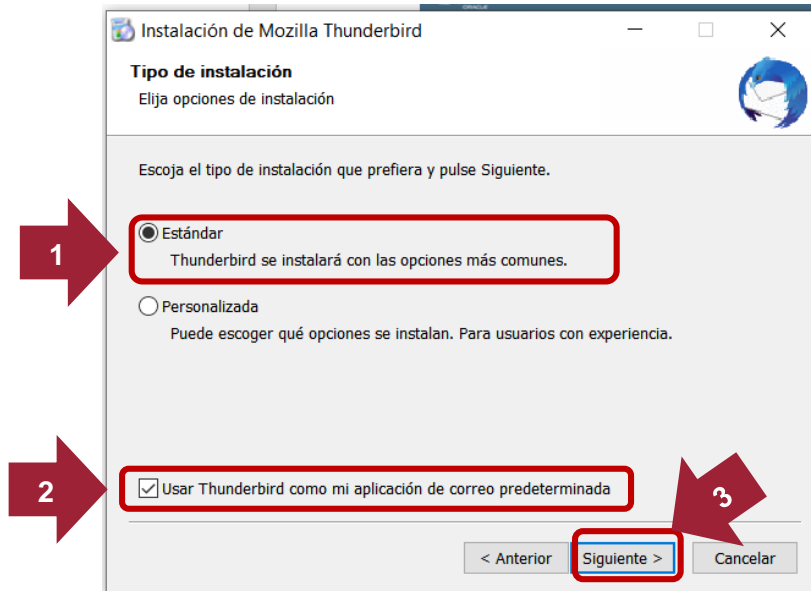 ORACLE
Instalación de Mozilla Thunderbird
Tipo de instalación
Elija opciones de instalación
Escoja el tipo de instalación que prefiera y pulse Siguiente.
1
Estándar
Thunderbird se instalará con las opciones más comunes.
Personalizada
Puede escoger qué opciones se instalan. Para usuarios con experiencia.
2
Usar Thunderbird como mi aplicación de correo predeterminada
3
< Anterior
Siguiente >
Cancelar